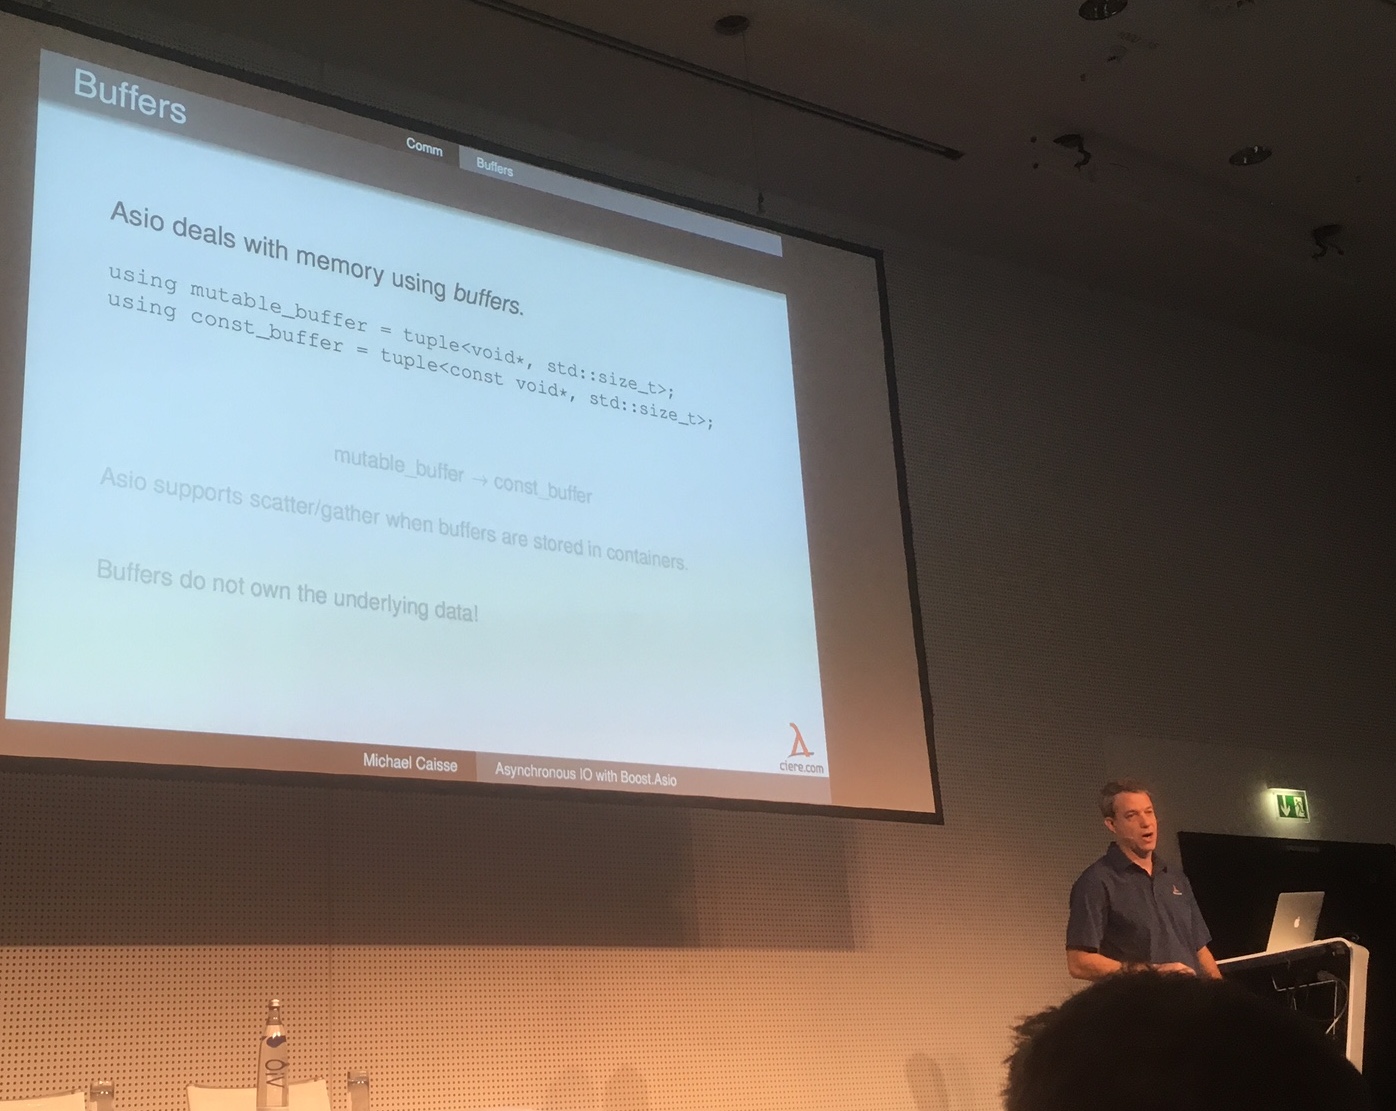 Buffers
Comm
Buffers
Asio deals with memory using buffers.
using mutable_buffer = tuple<void*, std::size_t>;
using const_buffer = tuple<const void*, std::size_t>;
mutable_buffer → const_buffer
Asio supports scatter/gather when buffers are stored in containers.
Buffers do not own the underlying data!
ciere.com
Michael Caisse
Asynchronous IO with Boost.Asio
ViO